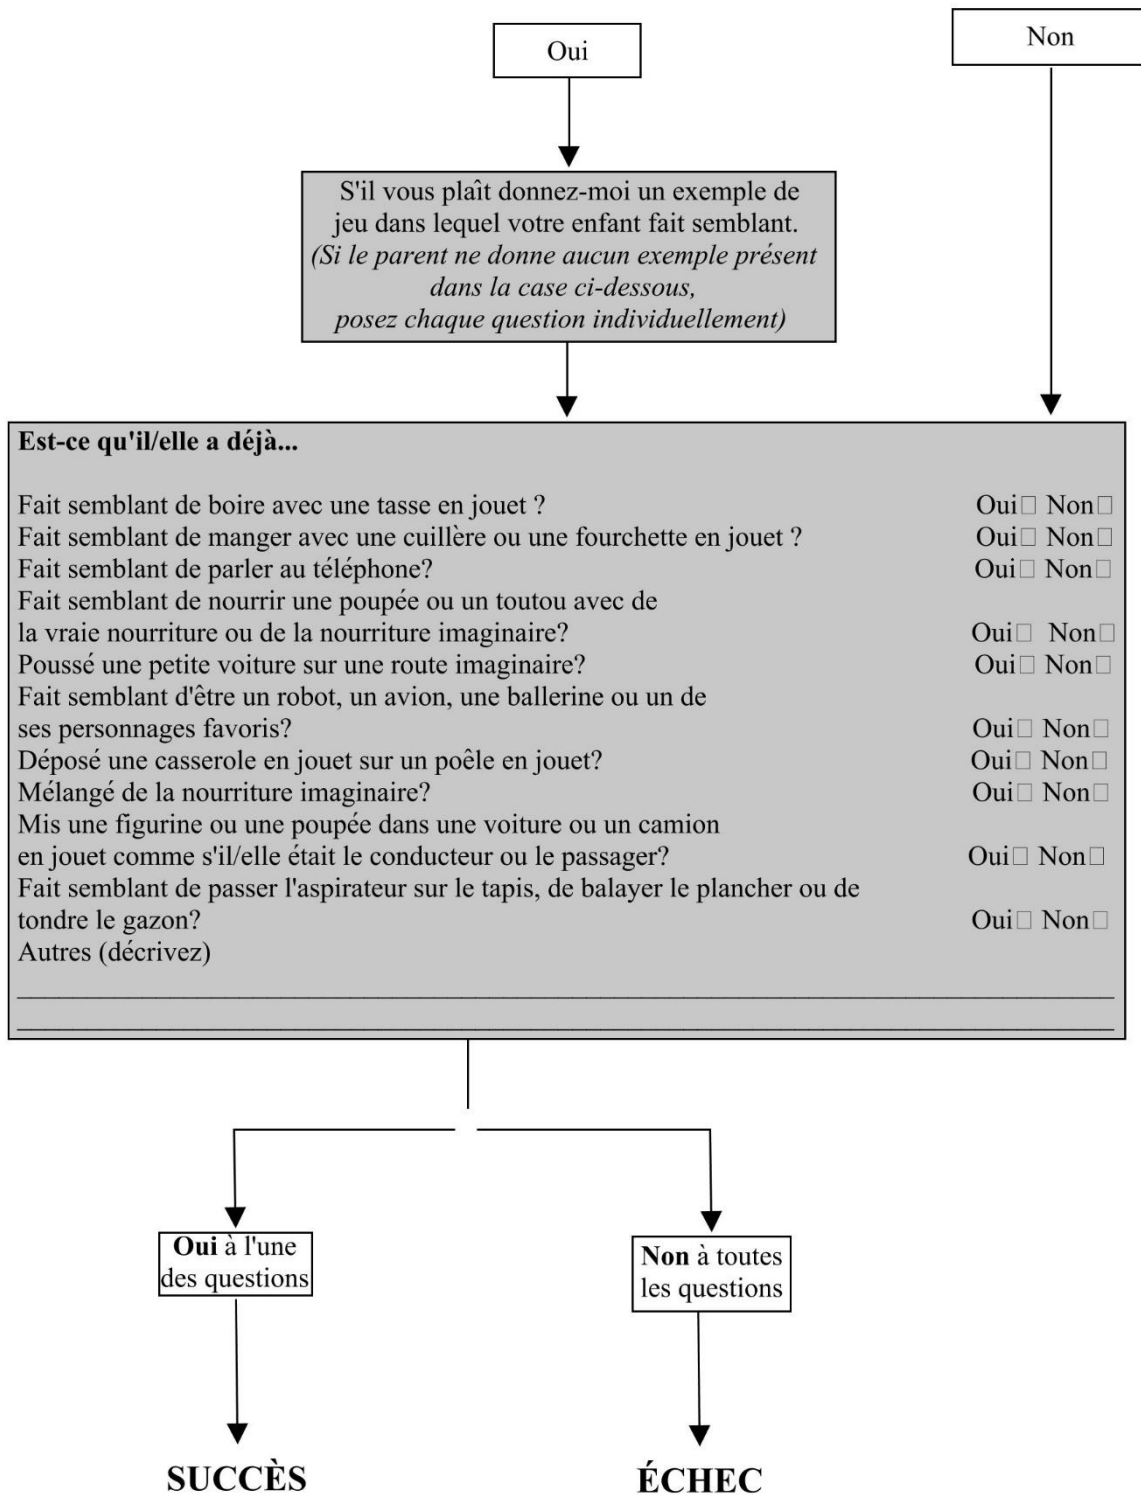 Oui
Non
S'il vous plaît donnez-moi un exemple de
jeu dans lequel votre enfant fait semblant.
(Si le parent ne donne aucun exemple présent
dans la case ci-dessous,
posez chaque question individuellement)
Est-ce qu'il/elle a déjà...
Fait semblant de boire avec une tasse en jouet ? Oui□ Non□
Fait semblant de manger avec une cuillère ou une fourchette en jouet ? Oui□ Non□
Fait semblant de parler au téléphone? Oui□ Non□
Fait semblant de nourrir une poupée ou un toutou avec de
la vraie nourriture ou de la nourriture imaginaire? Oui□ Non□
Poussé une petite voiture sur une route imaginaire? Oui□ Non□
Fait semblant d'être un robot, un avion, une ballerine ou un de
ses personnages favoris? Oui□ Non□
Déposé une casserole en jouet sur un poêle en jouet? Oui□ Non□
Mélangé de la nourriture imaginaire? Oui□ Non□
Mis une figurine ou une poupée dans une voiture ou un camion
en jouet comme s'il/elle était le conducteur ou le passager? Oui□ Non□
Fait semblant de passer l'aspirateur sur le tapis, de balayer le plancher ou de
tondre le gazon? Oui□ Non□
Autres (décrivez)
Oui à l'une
des questions
Non à toutes
les questions
SUCCÈS
ÉCHEC